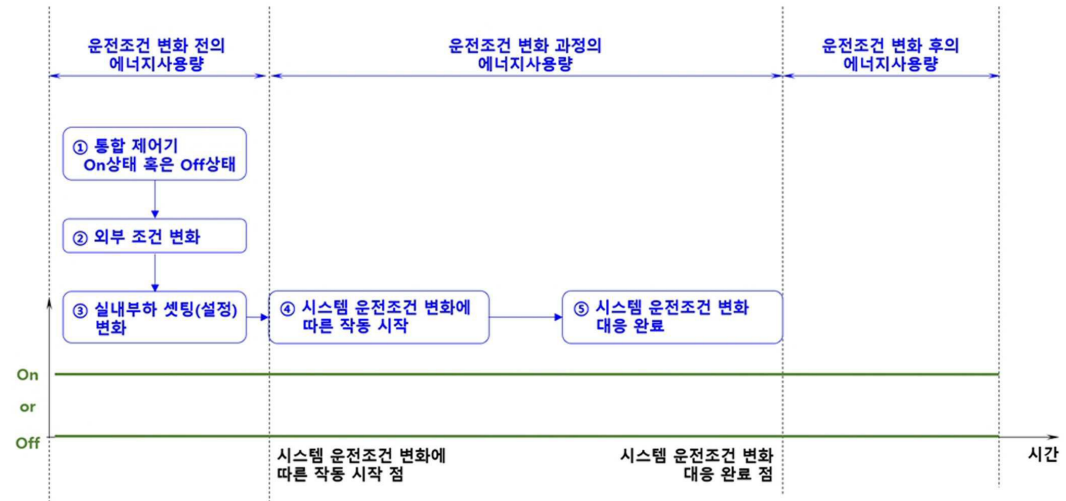 운전조건 변화 전의
에너지사용량
운전조건 변화 과정의
에너지사용량
운전조건 변화 후의
에너지사용량
① 통합 제어기
On상태 혹은 Off상태
② 외부 조건 변화
③ 실내부하 셋팅(설정)
변화
④ 시스템 운전조건 변화에
따른 작동 시작
⑤ 시스템 운전조건 변화
대응 완료
On
or
Off
시스템 운전조건 변화에
따른 작동 시작 점
시스템 운전조건 변화
대응 완료 점
시간